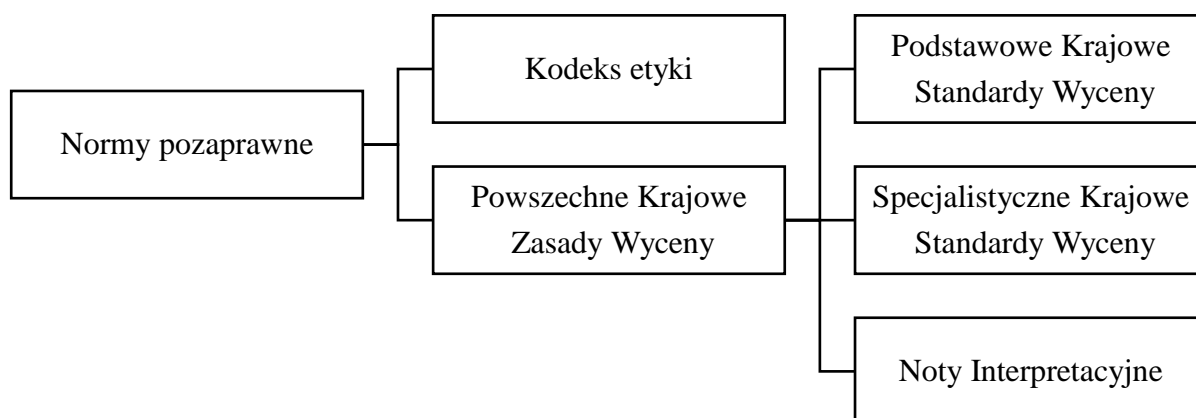 Normy pozaprawne
Kodeks etyki
Powszechne Krajowe
Zasady Wyceny
Podstawowe Krajowe
Standardy Wyceny
Specjalistyczne Krajowe
Standardy Wyceny
Noty Interpretacyjne